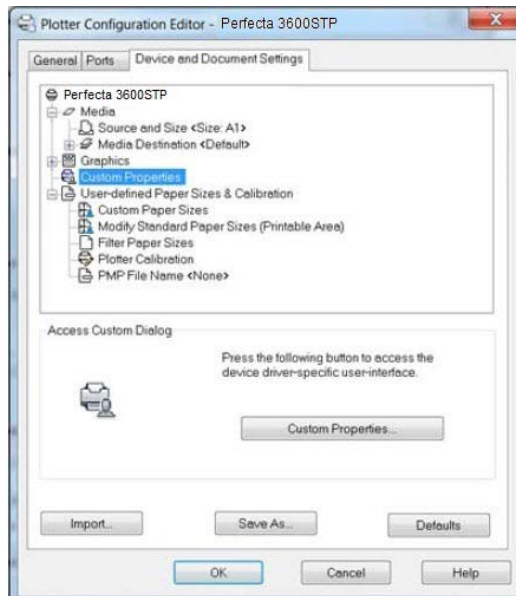 Plotter Configuration Editor - Perfecta 3600STP
General Ports Device and Document Settings
Perfecta 3600STP
Media
Source and Size <Size: A1>
Media Destination <Default>
Graphics
Custom Properties
User-defined Paper Sizes & Calibration
Custom Paper Sizes
Modify Standard Paper Sizes (Printable Area)
Filter Paper Sizes
Plotter Calibration
PMP File Name <None>
Access Custom Dialog
Press the following button to access the
device driver-specific user-interface.
Custom Properties...
Import... Save As... Defaults
OK Cancel Help